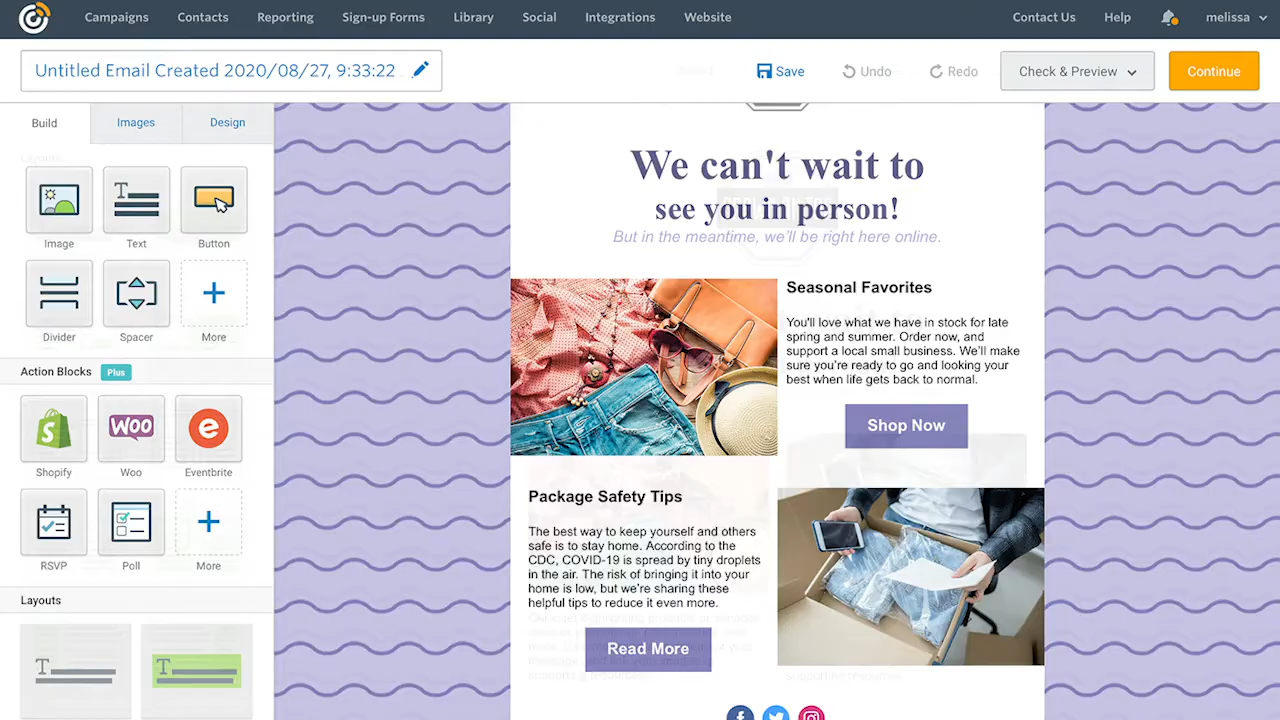 Campaigns Contacts Reporting Sign-up Forms Library Social Integrations Website Contact Us Help melissa
Untitled Email Created 2020/08/27, 9:33:22
Save Undo Redo Check & Preview Continue
Build Images Design
Layouts
Image Text Button
Divider Spacer More
Action Blocks Plus
Shopify Woo Eventbrite
RSVP Poll More
Layouts
We can't wait to
see you in person!
But in the meantime, we'll be right here online.
Seasonal Favorites
You'll love what we have in stock for late
spring and summer. Order now, and
support a local small business. We'll make
sure you're ready to go and looking your
best when life gets back to normal.
Shop Now
Package Safety Tips
The best way to keep yourself and others
safe is to stay home. According to the
CDC, COVID-19 is spread by tiny droplets
in the air. The risk of bringing it into your
home is low, but we're sharing these
helpful tips to reduce it even more.
Read More